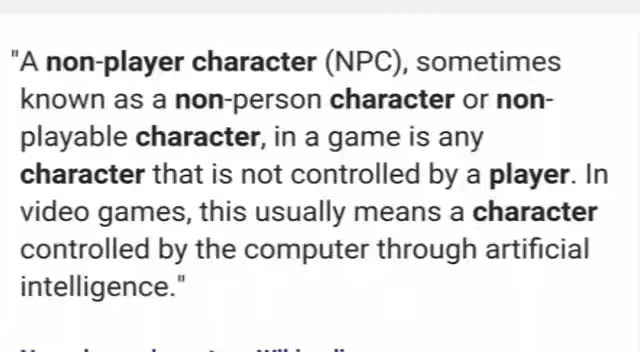 "A non-player character (NPC), sometimes
known as a non-person character or non-
playable character, in a game is any
character that is not controlled by a player. In
video games, this usually means a character
controlled by the computer through artificial
intelligence."